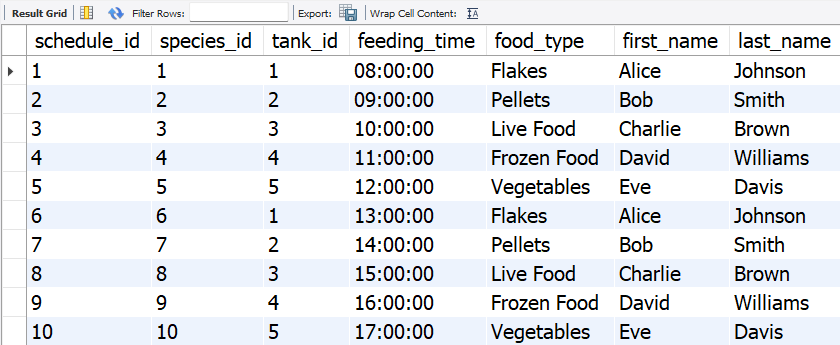 Result Grid Filter Rows: Export: Wrap Cell Content: IA
schedule_id species_id tank_id feeding_time food_type first_name last_name
1 1 1 08:00:00 Flakes Alice Johnson
2 2 2 09:00:00 Pellets Bob Smith
3 3 3 10:00:00 Live Food Charlie Brown
4 4 4 11:00:00 Frozen Food David Williams
5 5 5 12:00:00 Vegetables Eve Davis
6 6 1 13:00:00 Flakes Alice Johnson
7 7 2 14:00:00 Pellets Bob Smith
8 8 3 15:00:00 Live Food Charlie Brown
9 9 4 16:00:00 Frozen Food David Williams
10 10 5 17:00:00 Vegetables Eve Davis